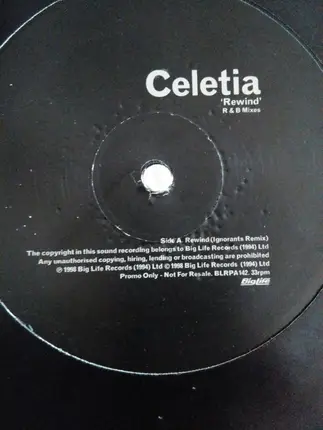 Celetia
'Rewind'
R & B Mixes
Side A Rewind (Ignorants Remix)
The copyright in this sound recording belongs to Big Life Records (1994) Ltd
Any unauthorised copying, hiring, lending or broadcasting are prohibited
℗ 1998 Big Life Records (1994) Ltd © 1998 Big Life Records (1994) Ltd
Promo Only - Not For Resale. BLRPA142. 33rpm
BigLife